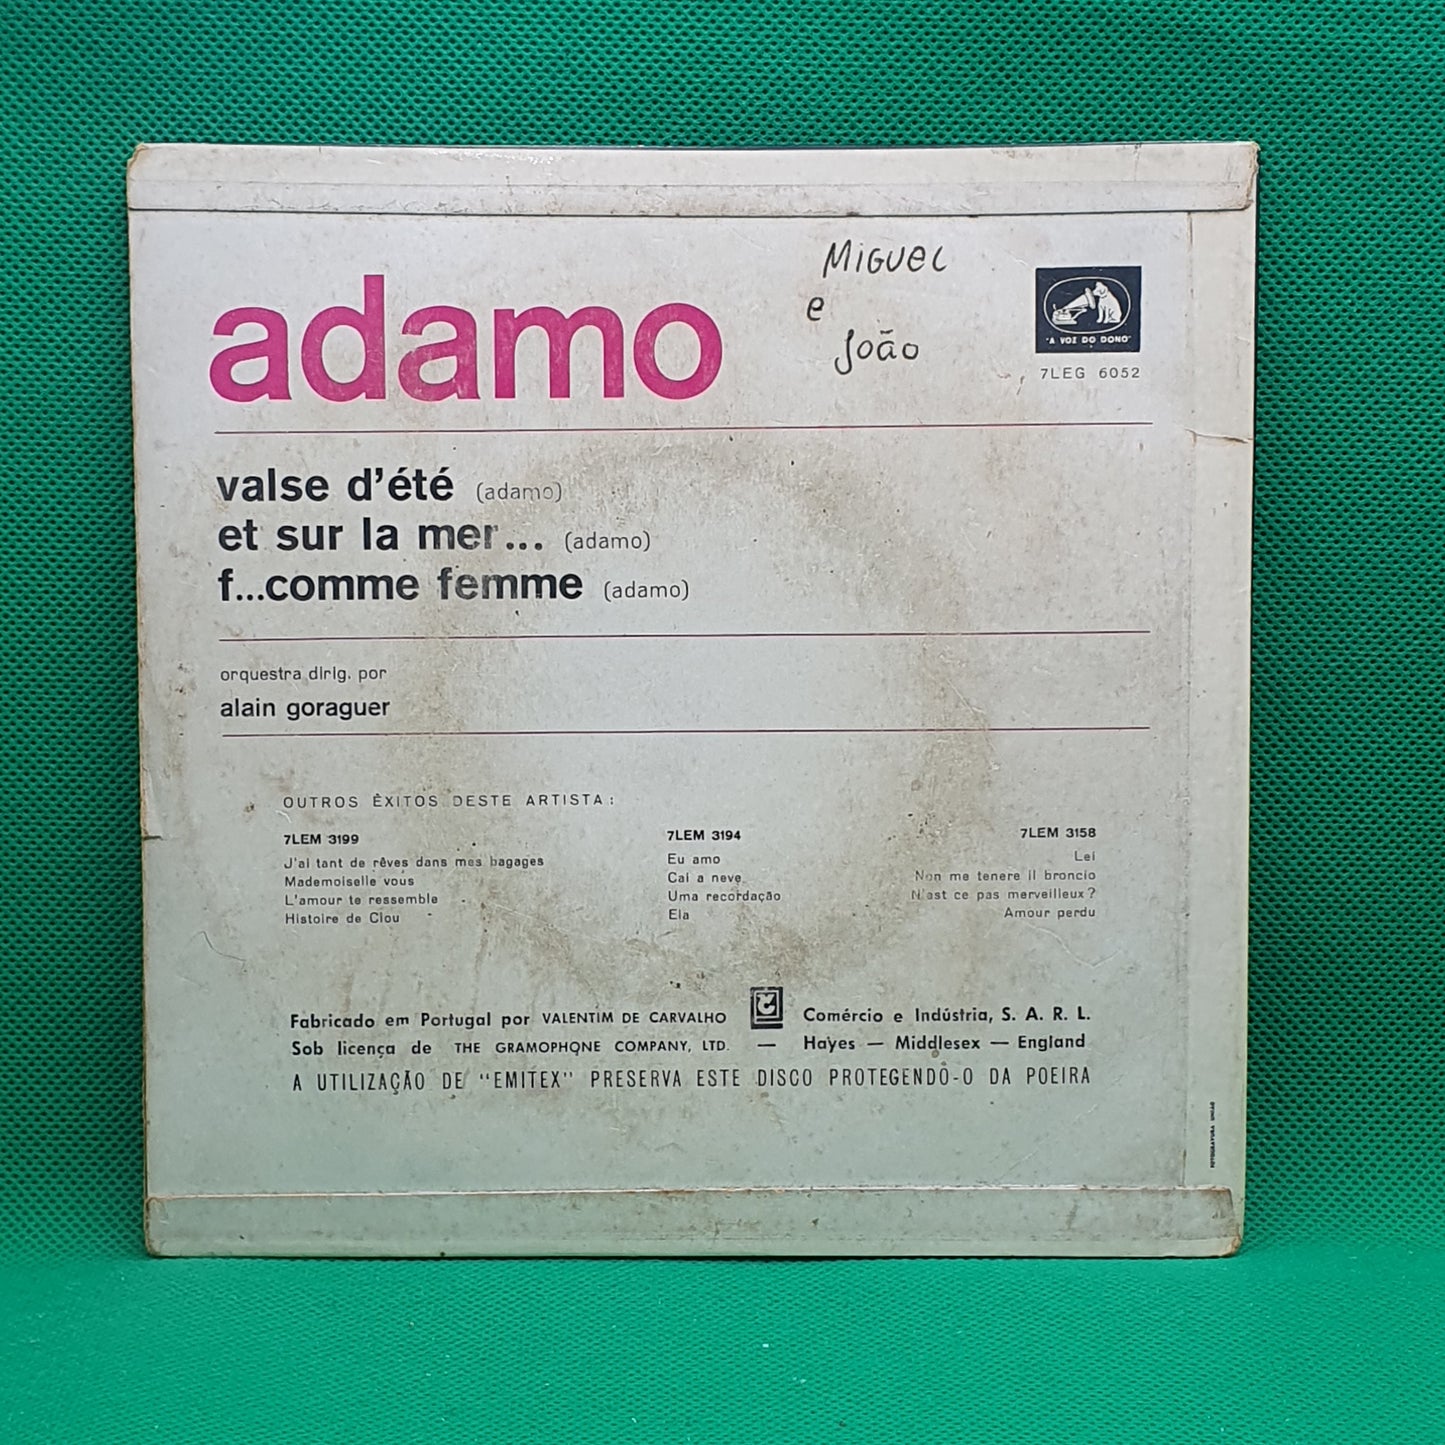 MIGUEL
e
João
adamo
"A VOZ DO DONO"
7LEG 6052
valse d'été (adamo)
et sur la mer... (adamo)
f...comme femme (adamo)
orquestra dirig. por
alain goraguer
OUTROS ÊXITOS DESTE ARTISTA:
7LEM 3199
J'ai tant de rêves dans mes bagages
Mademoiselle vous
L'amour te ressemble
Histoire de Clou
7LEM 3194
Eu amo
Cai a neve
Uma recordação
Ela
7LEM 3158
Lei
Non me tenere il broncio
N'est ce pas merveilleux?
Amour perdu
Fabricado em Portugal por VALENTIM DE CARVALHO Comércio e Indústria, S. A. R. L.
Sob licença de THE GRAMOPHONE COMPANY, LTD. — Hayes — Middlesex — England
A UTILIZAÇÃO DE "EMITEX" PRESERVA ESTE DISCO PROTEGENDO-O DA POEIRA
FOTOGRAVURA UNIÃO